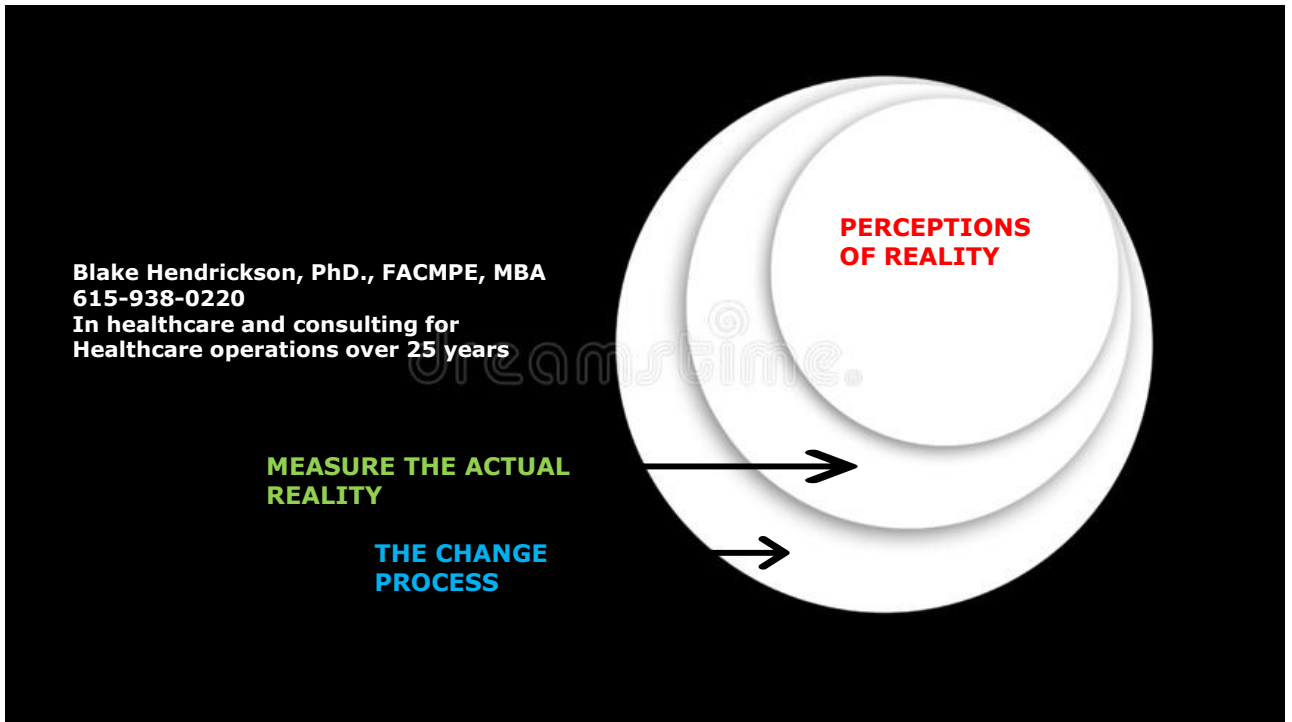 PERCEPTIONS
OF REALITY
Blake Hendrickson, PhD., FACMPE, MBA
615-938-0220
In healthcare and consulting for
Healthcare operations over 25 years
dreamstime.
MEASURE THE ACTUAL
REALITY
THE CHANGE
PROCESS